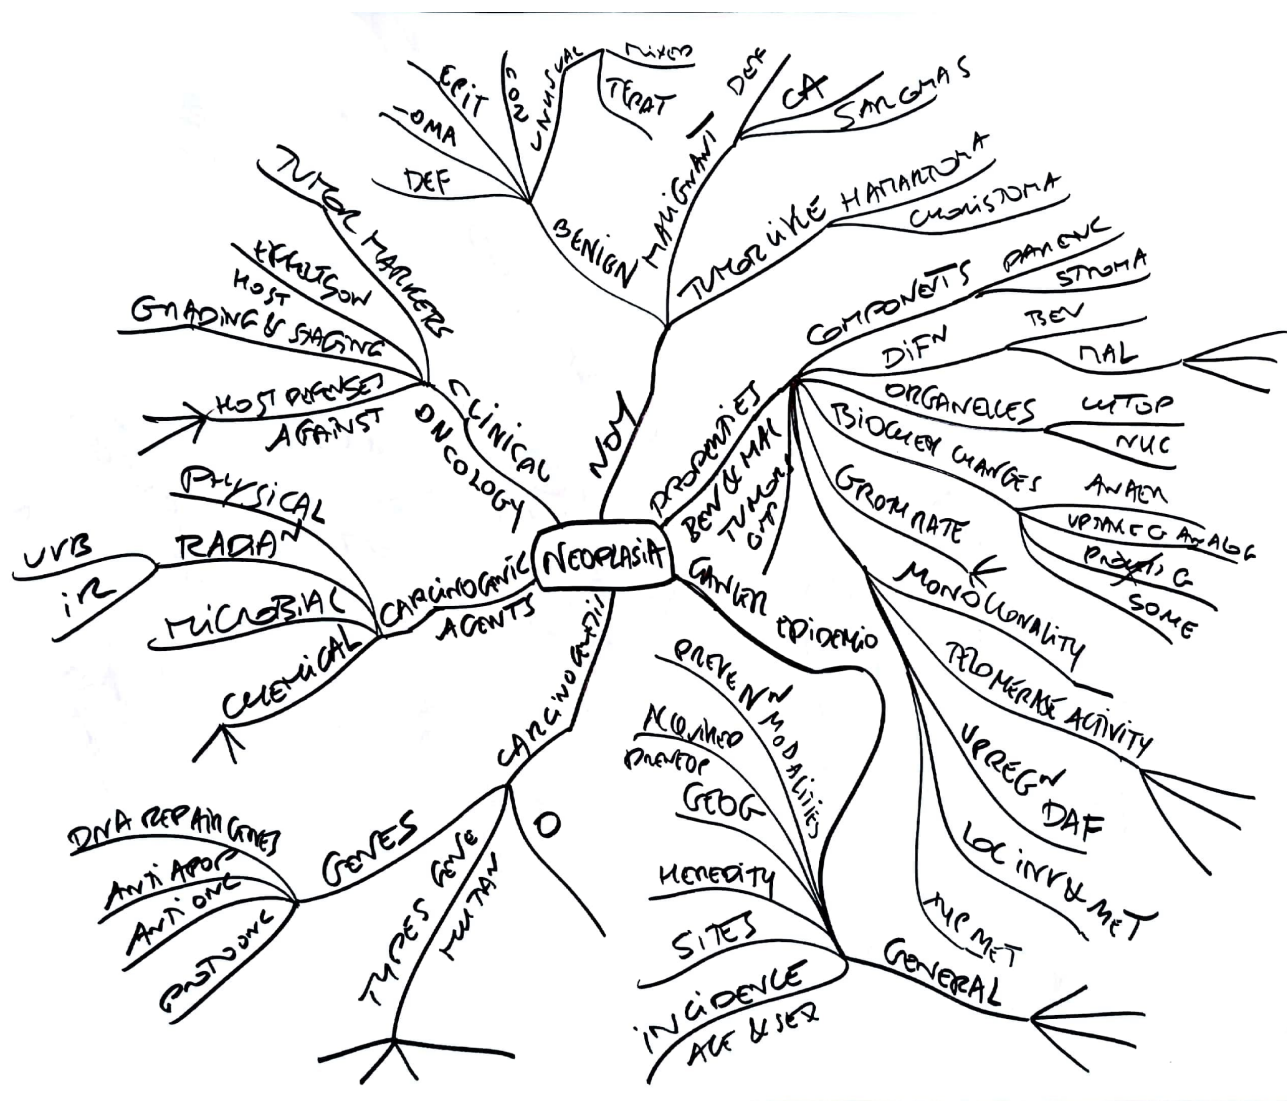 NEOPLASIA
NOM
BENIGN
DEF
-OMA
EPIT
CON
UNUSUAL
MIXED
TERAT
MALIGNANT
DEF
CA
SARCMAS
TUMOR LIKE
HAMARTOMA
CHORISTOMA
PROPERTIES
BEN & MAL
TUMORS
COMPONENTS
PARENC
STROMA
DIFN
BEN
MAL
ORGANELLES
CYTOP
NUC
BIOCHEM CHANGES
ANAER
UPTAKE G ANALOG
SOME
GROW RATE
MONOCLONALITY
TELOMERASE ACTIVITY
UPREGN
DAF
LOC INV & MET
MET
CANCER
EPIDEMIO
PREVENN MODALITIES
ACQUIRED
PRENEOP
GEOG
HEREDITY
SITES
INCIDENCE
AGE & SEX
GENERAL
CARCINOGENESIS
O
TYPES GENE
MUTAN
GENES
DNA REPAIR GENES
ANTI APOP
ANTI ONC
PROTOONC
CARCINOGENIC
AGENTS
PHYSICAL
RADIAN
UVB
IR
MICROBIAL
CHEMICAL
CLINICAL
ONCOLOGY
TUMOR MARKERS
HOST
GRADING & STAGING
HOST DEFENSES
AGAINST